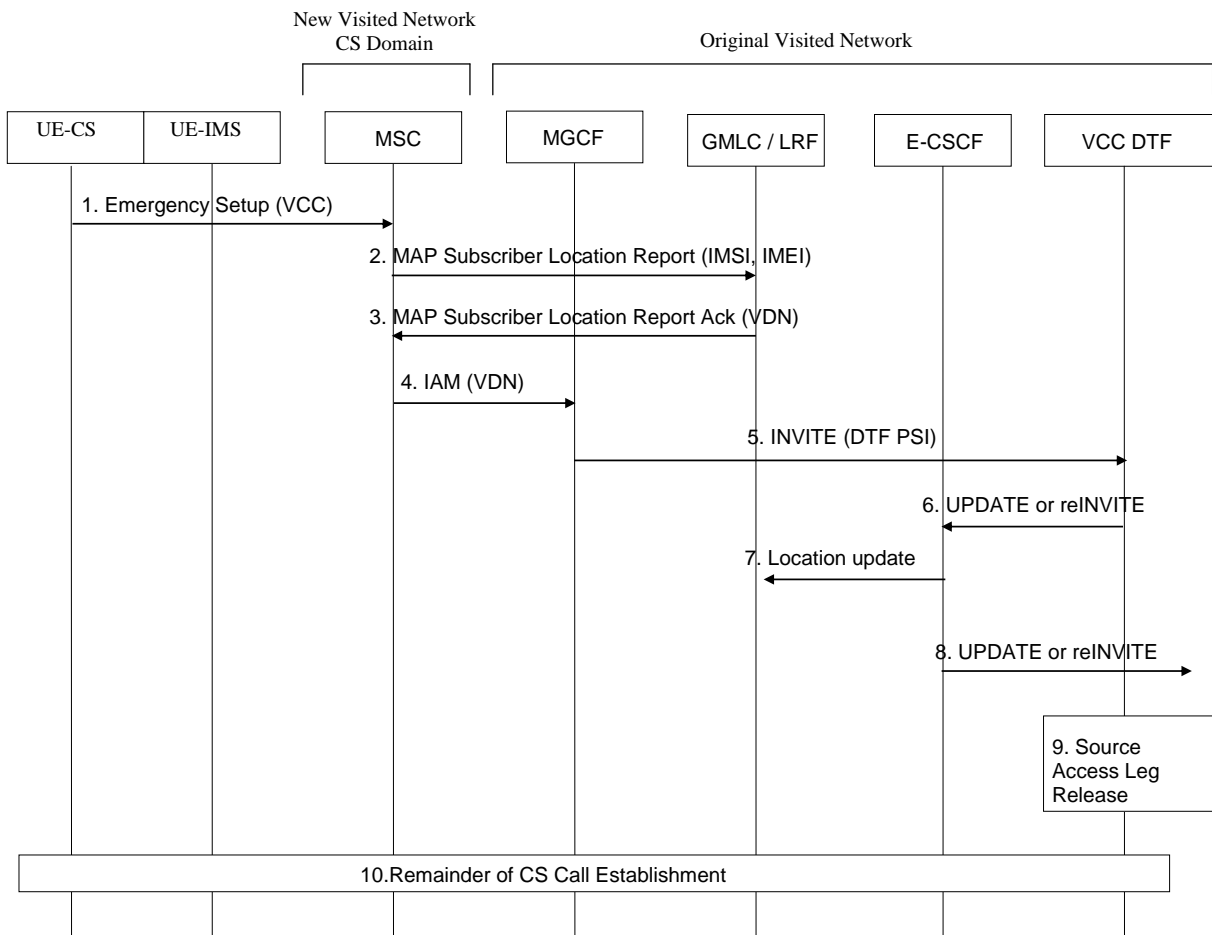 New Visited Network
CS Domain
Original Visited Network
UE-CS
UE-IMS
MSC
MGCF
GMLC / LRF
E-CSCF
VCC DTF
1. Emergency Setup (VCC)
2. MAP Subscriber Location Report (IMSI, IMEI)
3. MAP Subscriber Location Report Ack (VDN)
4. IAM (VDN)
5. INVITE (DTF PSI)
6. UPDATE or reINVITE
7. Location update
8. UPDATE or reINVITE
9. Source
Access Leg
Release
10.Remainder of CS Call Establishment